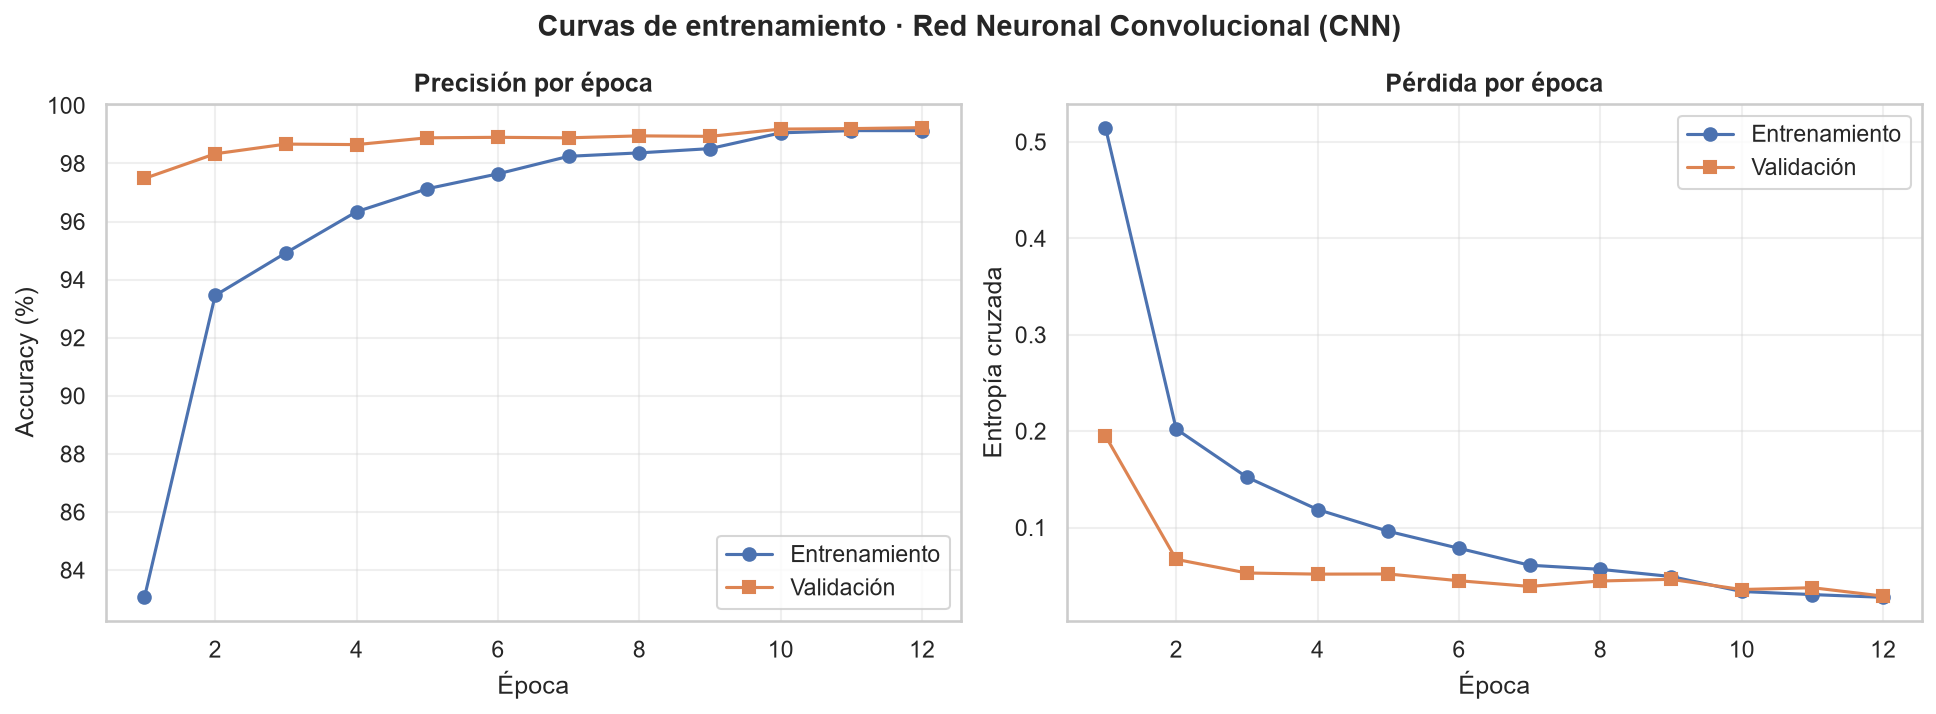 Curvas de entrenamiento · Red Neuronal Convolucional (CNN)
Precisión por época
Accuracy (%)
100
98
96
94
92
90
88
86
84
2 4 6 8 10 12
Época
Entrenamiento
Validación
Pérdida por época
Entropía cruzada
0.5
0.4
0.3
0.2
0.1
2 4 6 8 10 12
Época
Entrenamiento
Validación